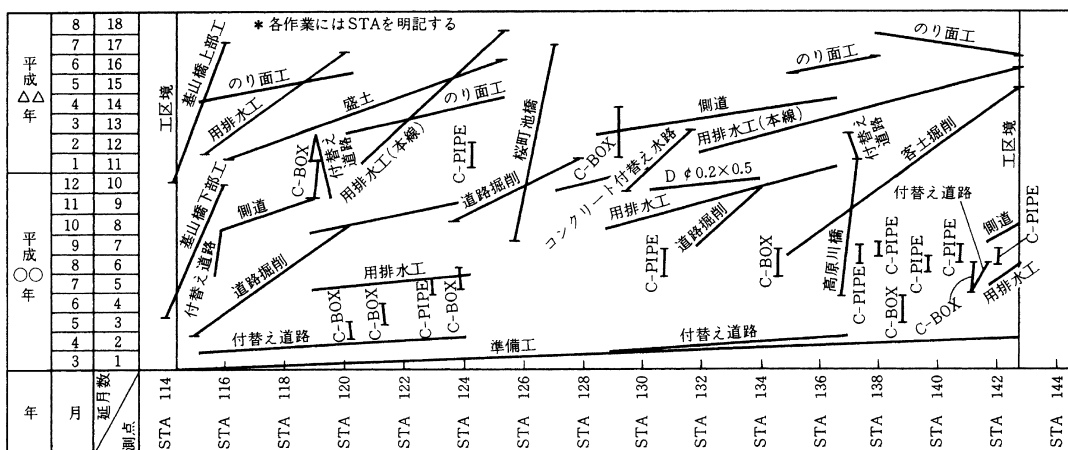 ＊各作業にはSTAを明記する
平成△△年
平成○○年
8 18
7 17
6 16
5 15
4 14
3 13
2 12
1 11
12 10
11 9
10 8
9 7
8 6
7 5
6 4
5 3
4 2
3 1
年
月
延月数
測点
工区境
基山橋上部工
のり面工
用排水工
盛土
のり面工
C-BOX
付替え道路
用排水工(本線)
C-PIPE
桜町池橋
C-BOX
コンクリート付替え水路
側道
用排水工(本線)
のり面工
付替え道路
客土掘削
工区境
基山橋下部工
側道
道路掘削
D ¢0.2×0.5
用排水工
道路掘削
付替え道路
付替え道路
道路掘削
用排水工
C-BOX
C-BOX
C-PIPE
C-BOX
C-PIPE
C-BOX
高原川橋
C-PIPE
C-PIPE
C-BOX
C-PIPE
C-PIPE
C-BOX
側道
C-PIPE
用排水工
付替え道路
準備工
付替え道路
STA 114
STA 116
STA 118
STA 120
STA 122
STA 124
STA 126
STA 128
STA 130
STA 132
STA 134
STA 136
STA 138
STA 140
STA 142
STA 144